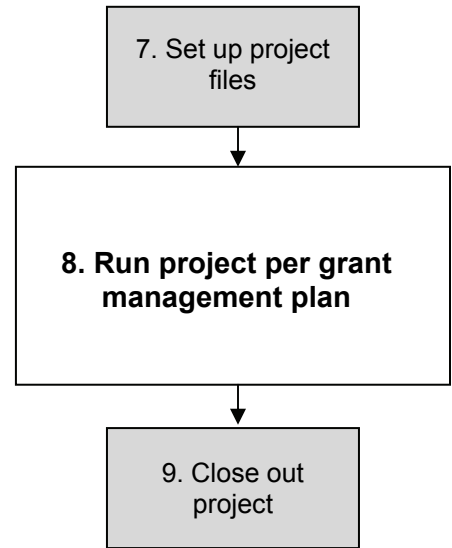 7. Set up project
files
8. Run project per grant
management plan
9. Close out
project